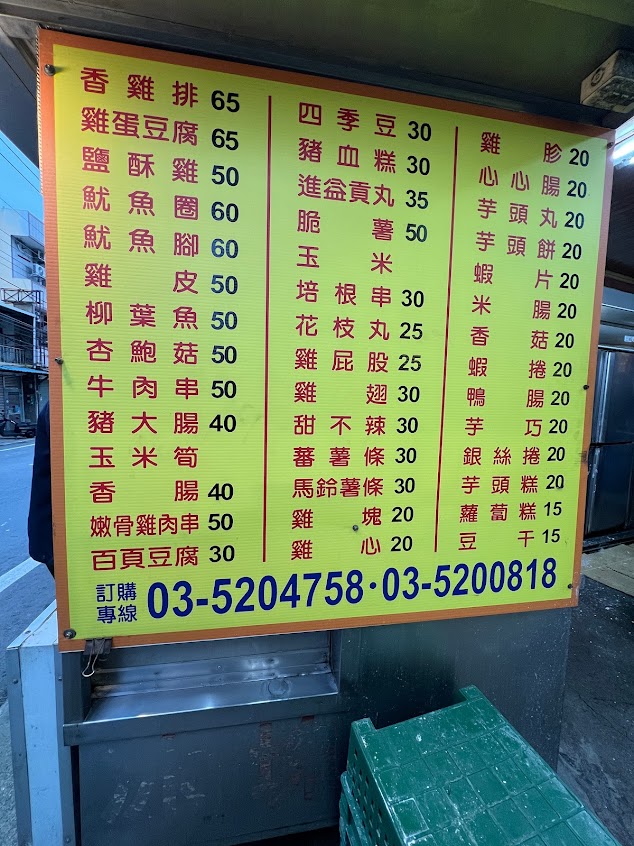 香雞排 65
雞蛋豆腐 65
鹽酥雞 50
魷魚圈 60
魷魚腳 60
雞皮 50
柳葉魚 50
杏鮑菇 50
牛肉串 50
豬大腸 40
玉米筍
香腸 40
嫩骨雞肉串 50
百頁豆腐 30
四季豆 30
豬血糕 30
進益貢丸 35
脆薯 50
玉米
培根串 30
花枝丸 25
雞屁股 25
雞翅 30
甜不辣 30
蕃薯條 30
馬鈴薯條 30
雞塊 20
雞心 20
雞胗 20
心心腸 20
芋頭丸 20
芋頭餅 20
蝦片 20
米腸 20
香菇 20
蝦捲 20
鴨腸 20
芋巧 20
銀絲捲 20
芋頭糕 20
蘿蔔糕 15
豆干 15
訂購專線 03-5204758·03-5200818